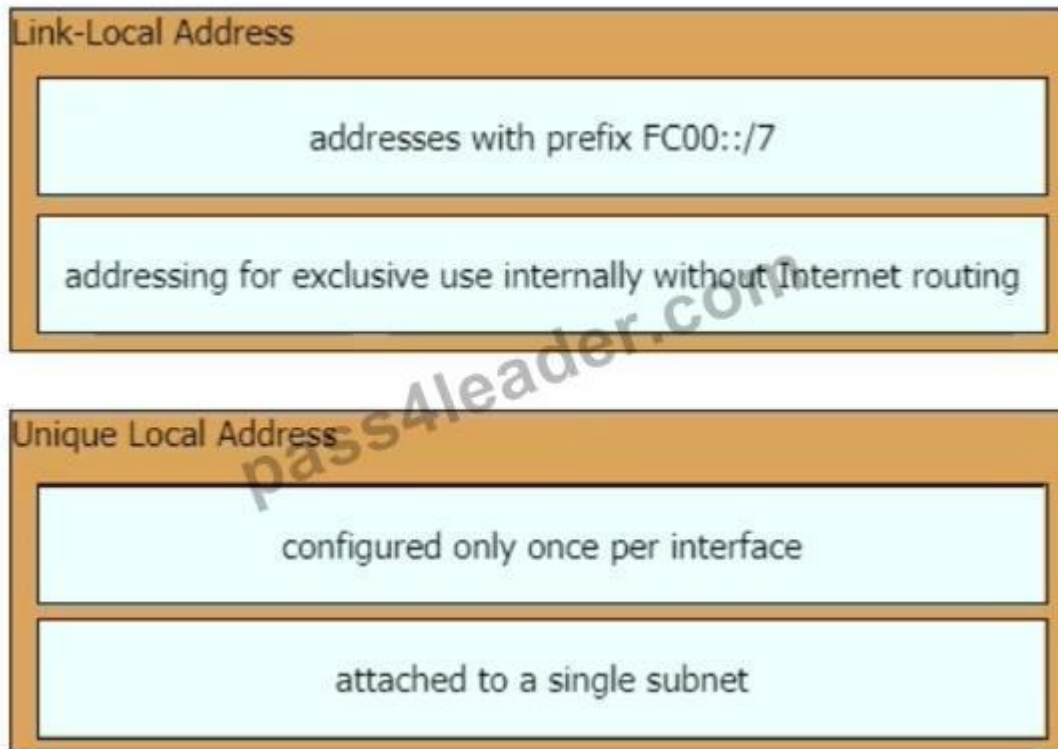 Link-Local Address
addresses with prefix FC00::/7
addressing for exclusive use internally without Internet routing
pass4leader.com
Unique Local Address
configured only once per interface
attached to a single subnet